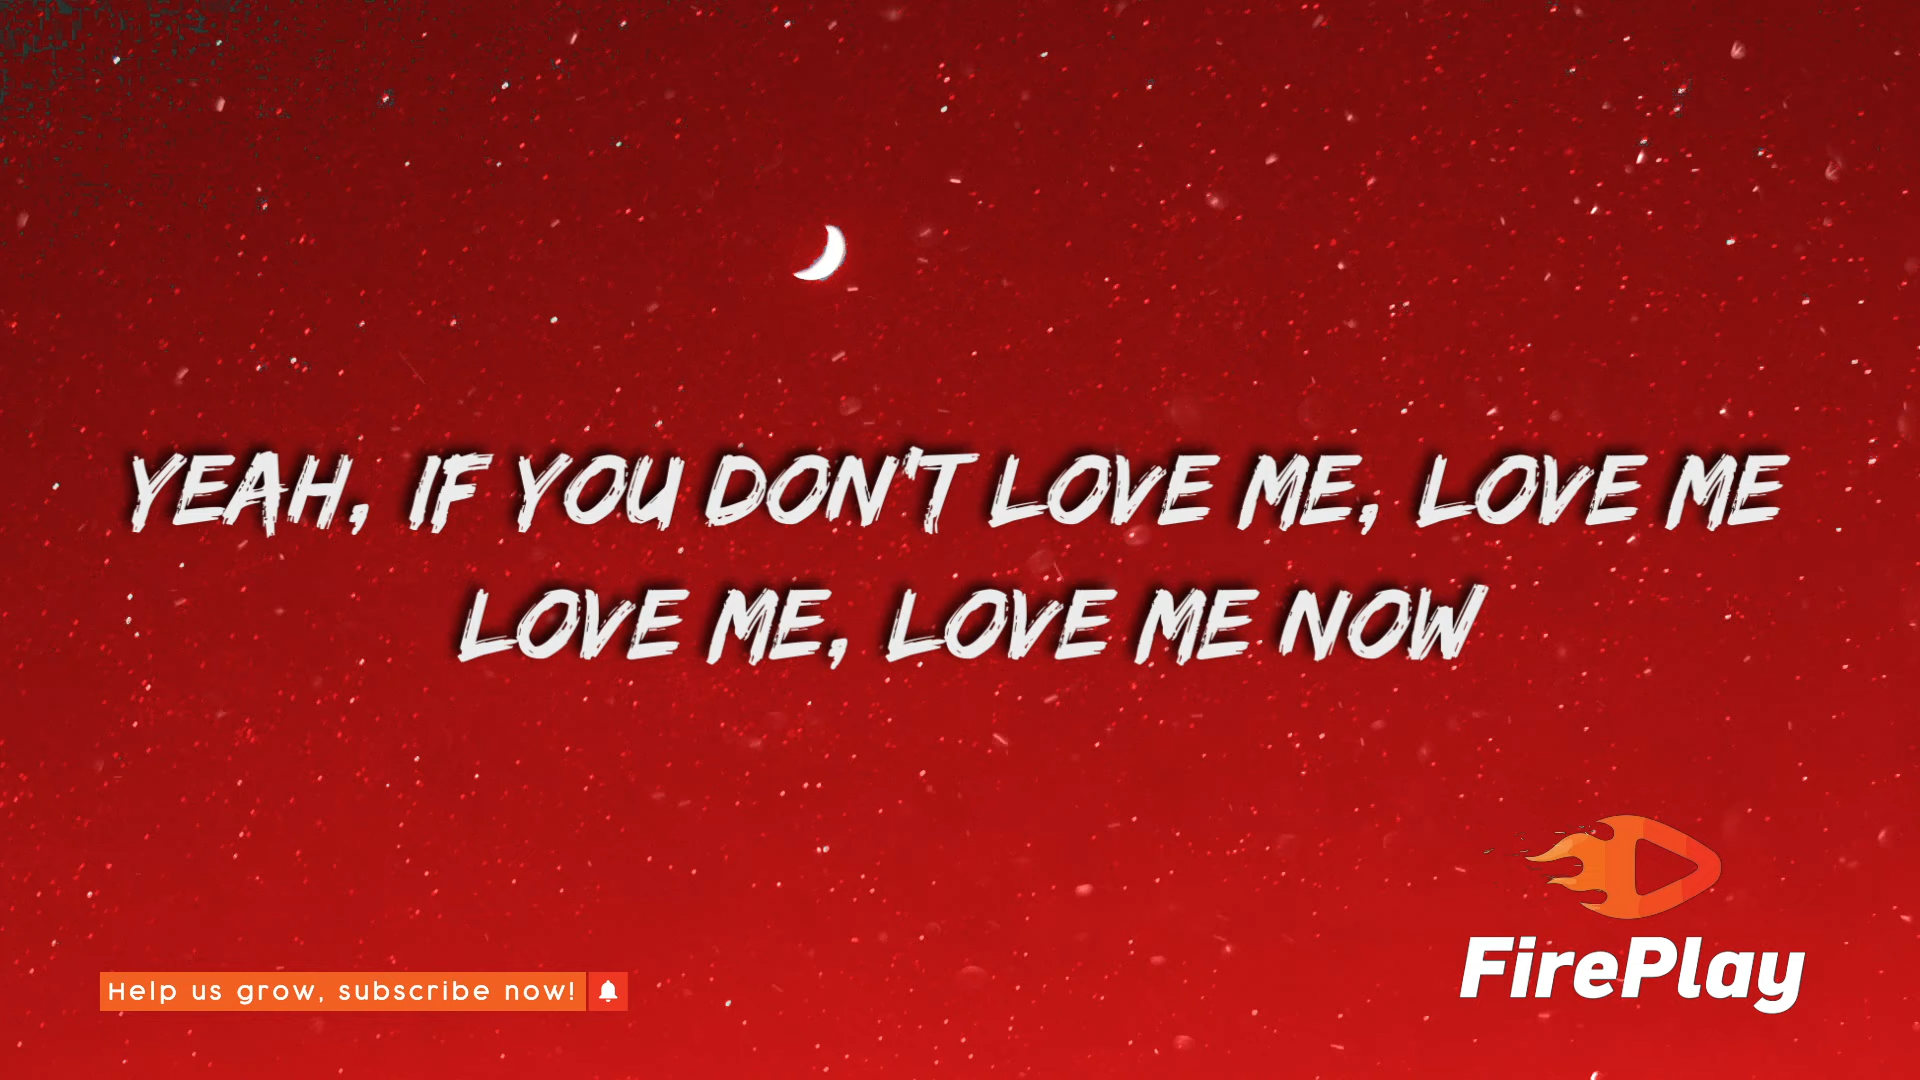 YEAH, IF YOU DON'T LOVE ME, LOVE ME
LOVE ME, LOVE ME NOW
Help us grow, subscribe now!
FirePlay